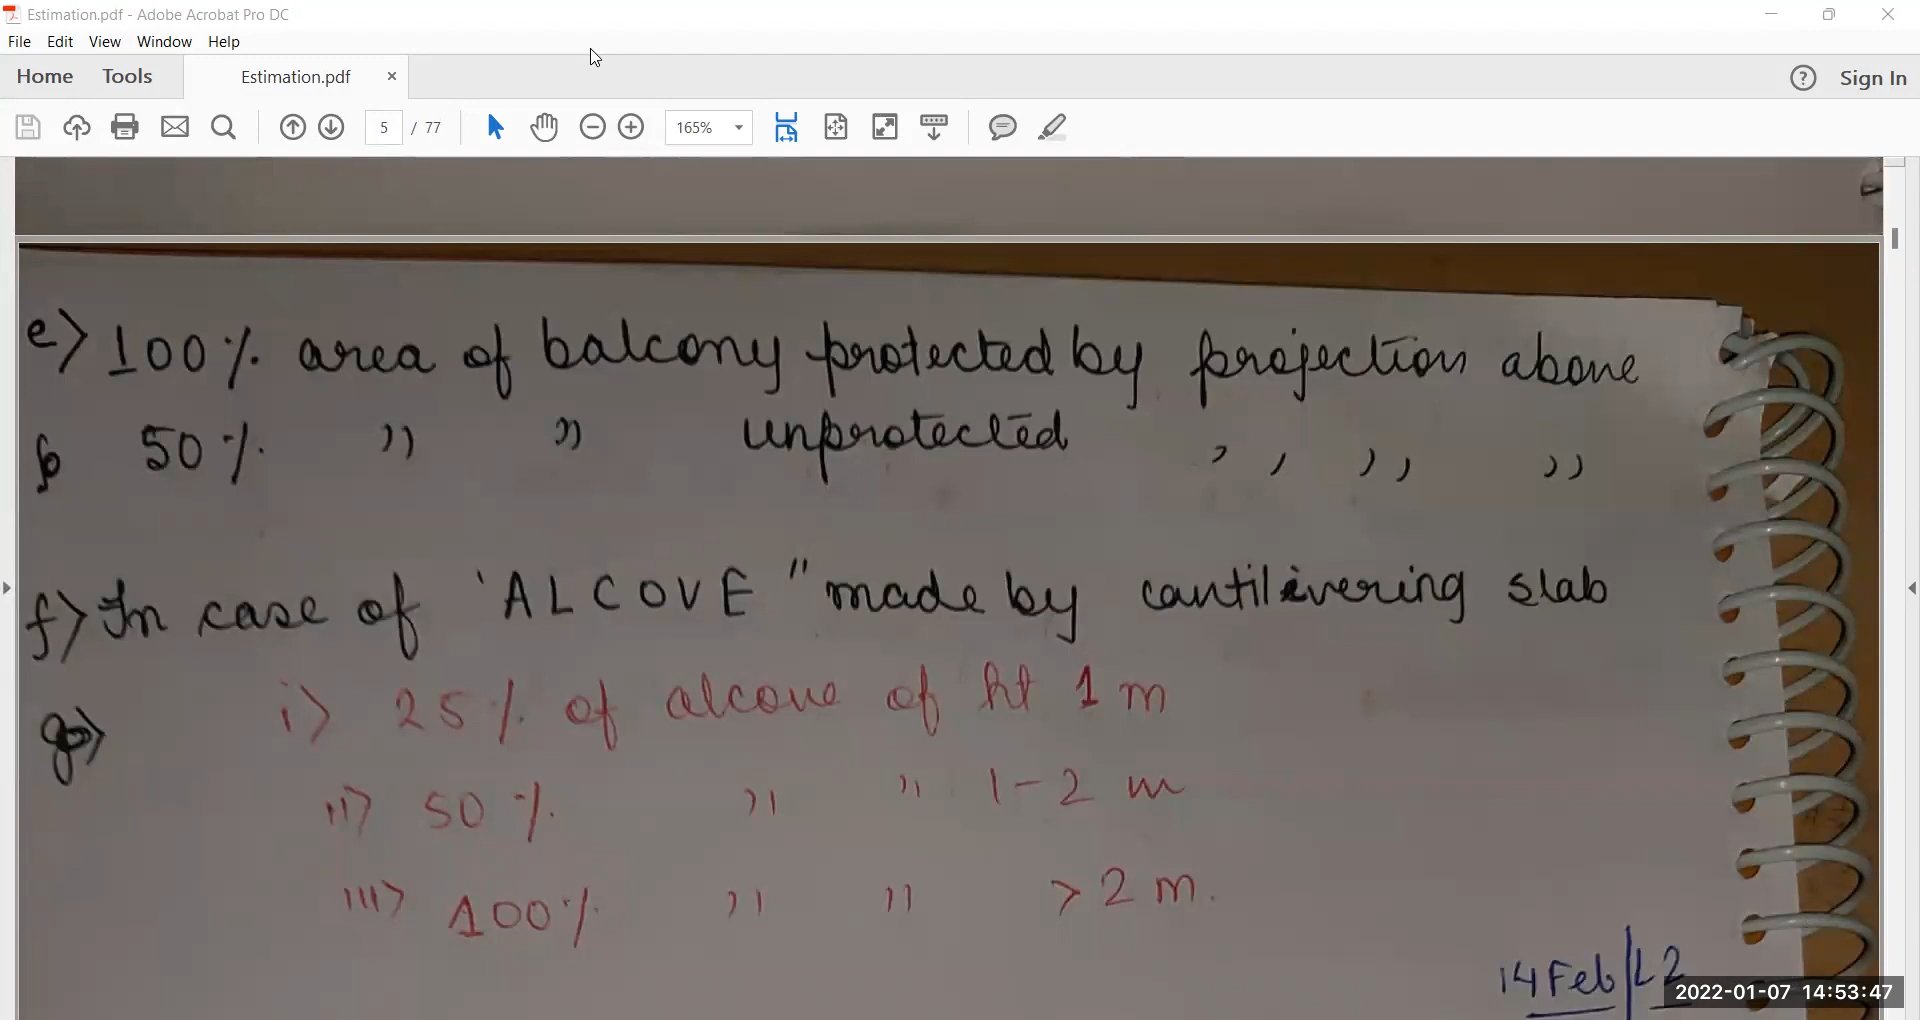 Estimation.pdf - Adobe Acrobat Pro DC
File Edit View Window Help
Home Tools Estimation.pdf × ? Sign In
5 / 77 165%
e> 100% area of balcony protected by projection above
50% " " unprotected " " "
f> In case of 'ALCOVE" made by cantilivering slab
i> 25% of alcove of ht 1 m
g>
ii> 50% " " 1-2 m
iii> 100% " " > 2 m.
14 Feb/L2
2022-01-07 14:53:47